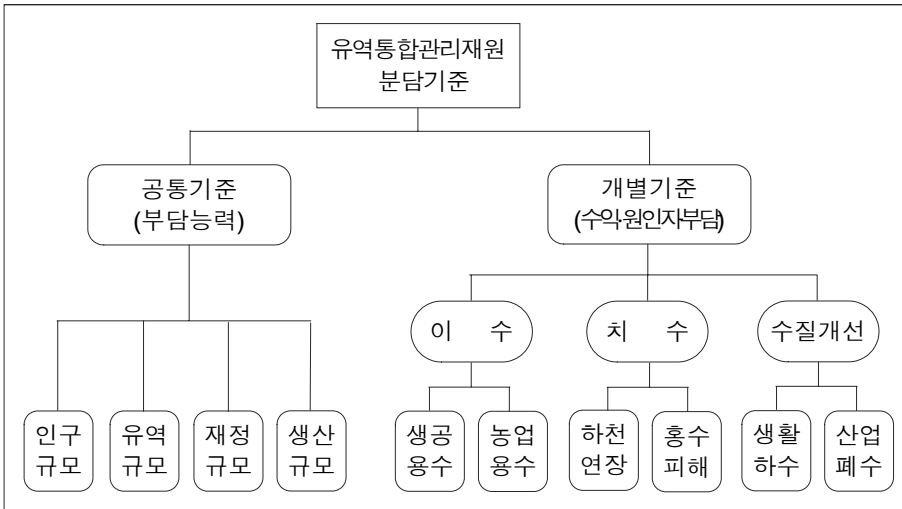 유역통합관리재원
분담기준
공통기준
(부담능력)
개별기준
(수익·원인자부담)
이 수
치 수
수질개선
인구
규모
유역
규모
재정
규모
생산
규모
생공
용수
농업
용수
하천
연장
홍수
피해
생활
하수
산업
폐수